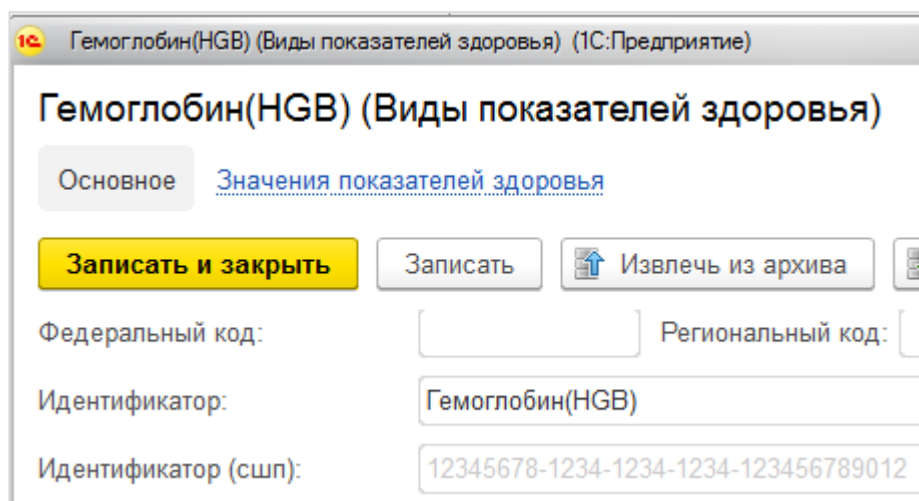 1С Гемоглобин(HGB) (Виды показателей здоровья) (1С:Предприятие)
Гемоглобин(HGB) (Виды показателей здоровья)
Основное Значения показателей здоровья
Записать и закрыть Записать Извлечь из архива
Федеральный код: Региональный код:
Идентификатор: Гемоглобин(HGB)
Идентификатор (сшп): 12345678-1234-1234-1234-123456789012